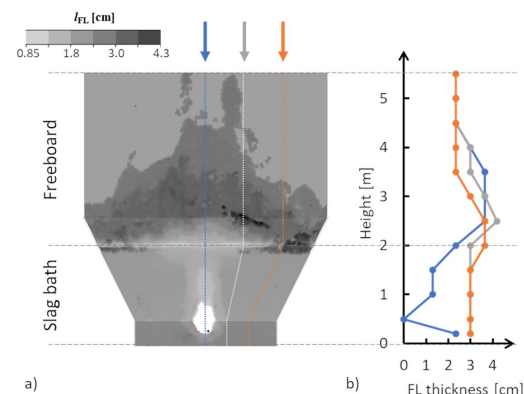 lFL [cm]
0.85 1.8 3.0 4.3
Freeboard
Slag bath
a)
Height [m]
5
4
3
2
1
0
0 1 2 3 4
b) FL thickness [cm]